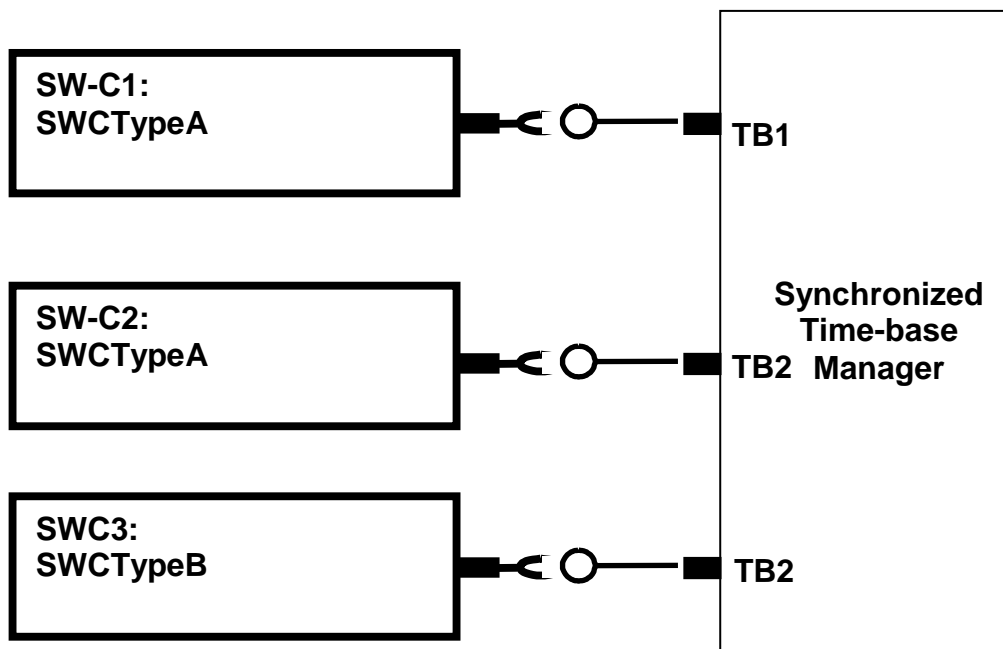 SW-C1:
SWCTypeA
TB1
SW-C2:
SWCTypeA
TB2
Synchronized
Time-base
Manager
SWC3:
SWCTypeB
TB2